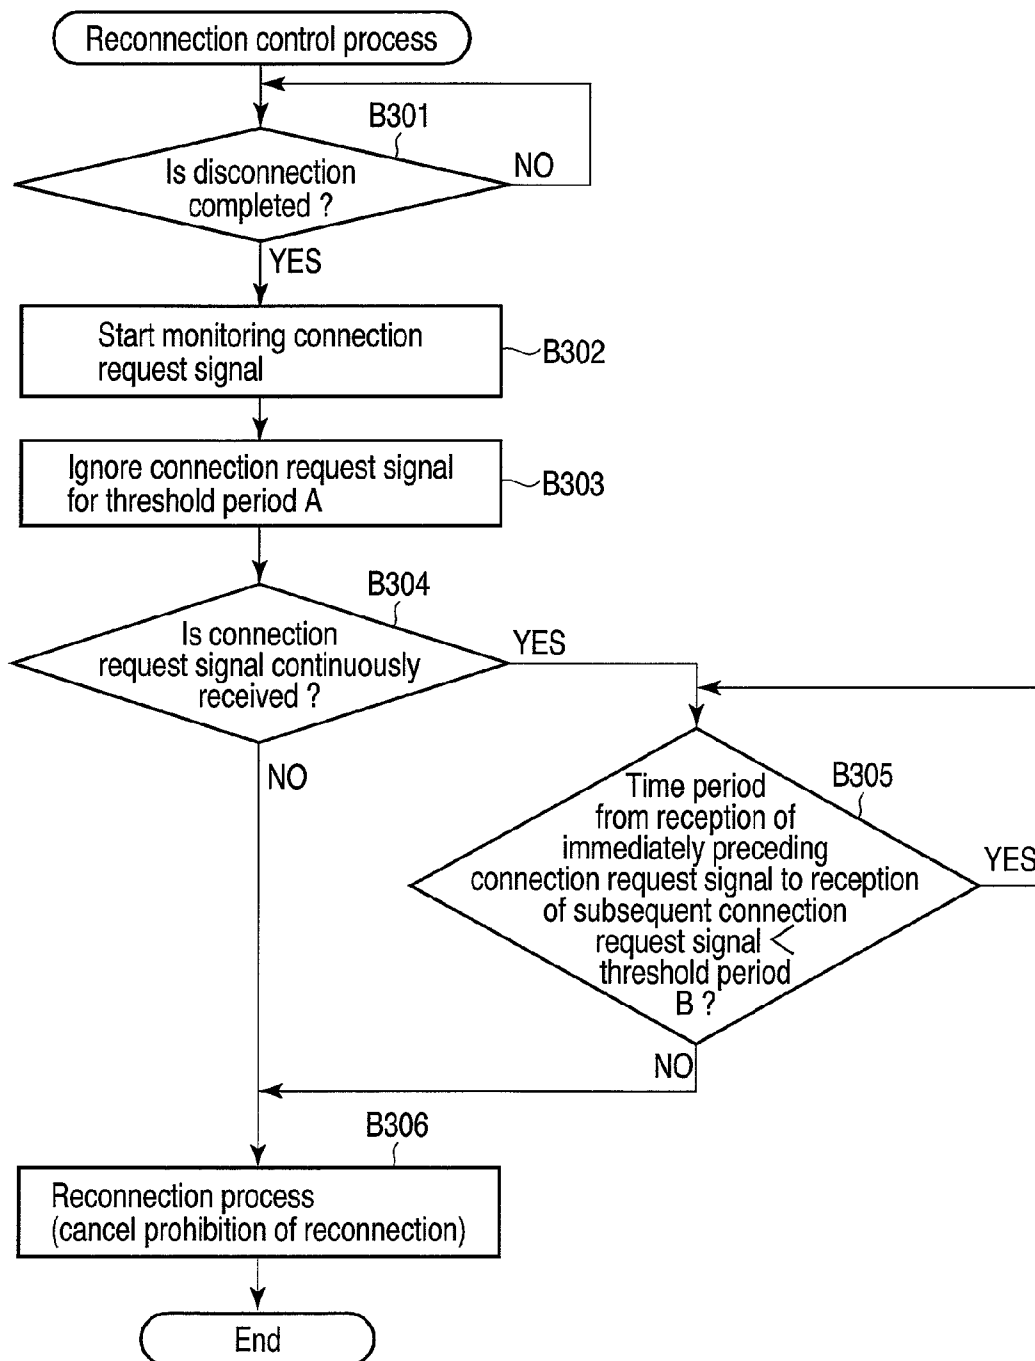 Reconnection control process
B301
Is disconnection
completed ?
NO
YES
Start monitoring connection
request signal
B302
Ignore connection request signal
for threshold period A
B303
B304
Is connection
request signal continuously
received ?
YES
NO
B305
Time period
from reception of
immediately preceding
connection request signal to reception
of subsequent connection
request signal <
threshold period
B ?
YES
NO
B306
Reconnection process
(cancel prohibition of reconnection)
End